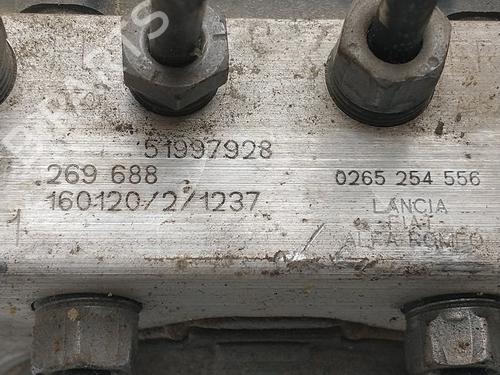 51997928
269 688
160120/2/1237
0265 254 556
LANCIA
FIAT
ALFA ROMEO